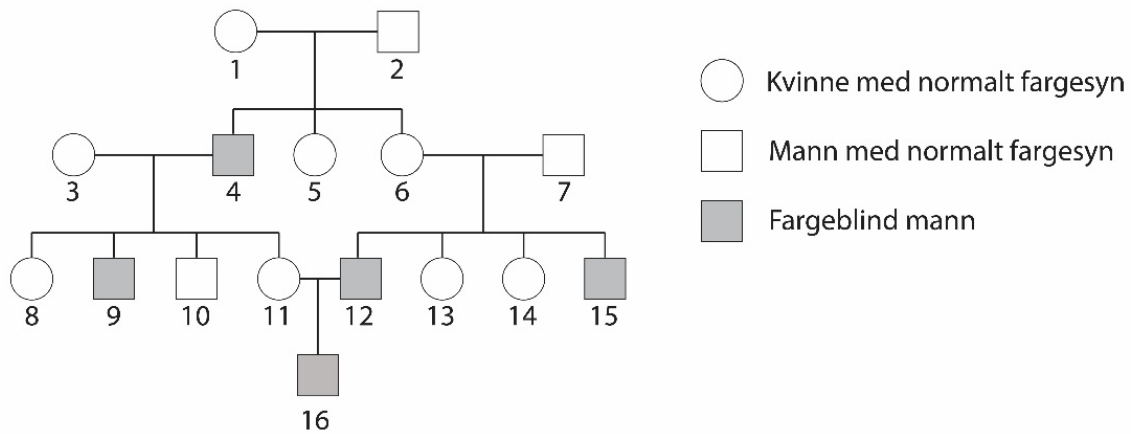 1 2
Kvinne med normalt fargesyn
Mann med normalt fargesyn
3 4 5 6 7
Fargeblind mann
8 9 10 11 12 13 14 15
16